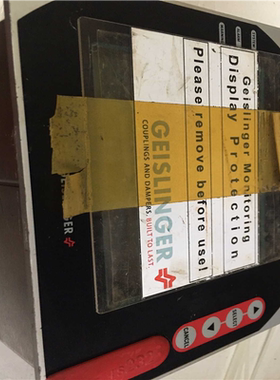 Geislinger Monitoring
Display Protection
Please remove before use!
GEISLINGER
COUPLINGS AND DAMPERS. BUILT TO LAST.
GEISLINGER
SELECT
CANCEL